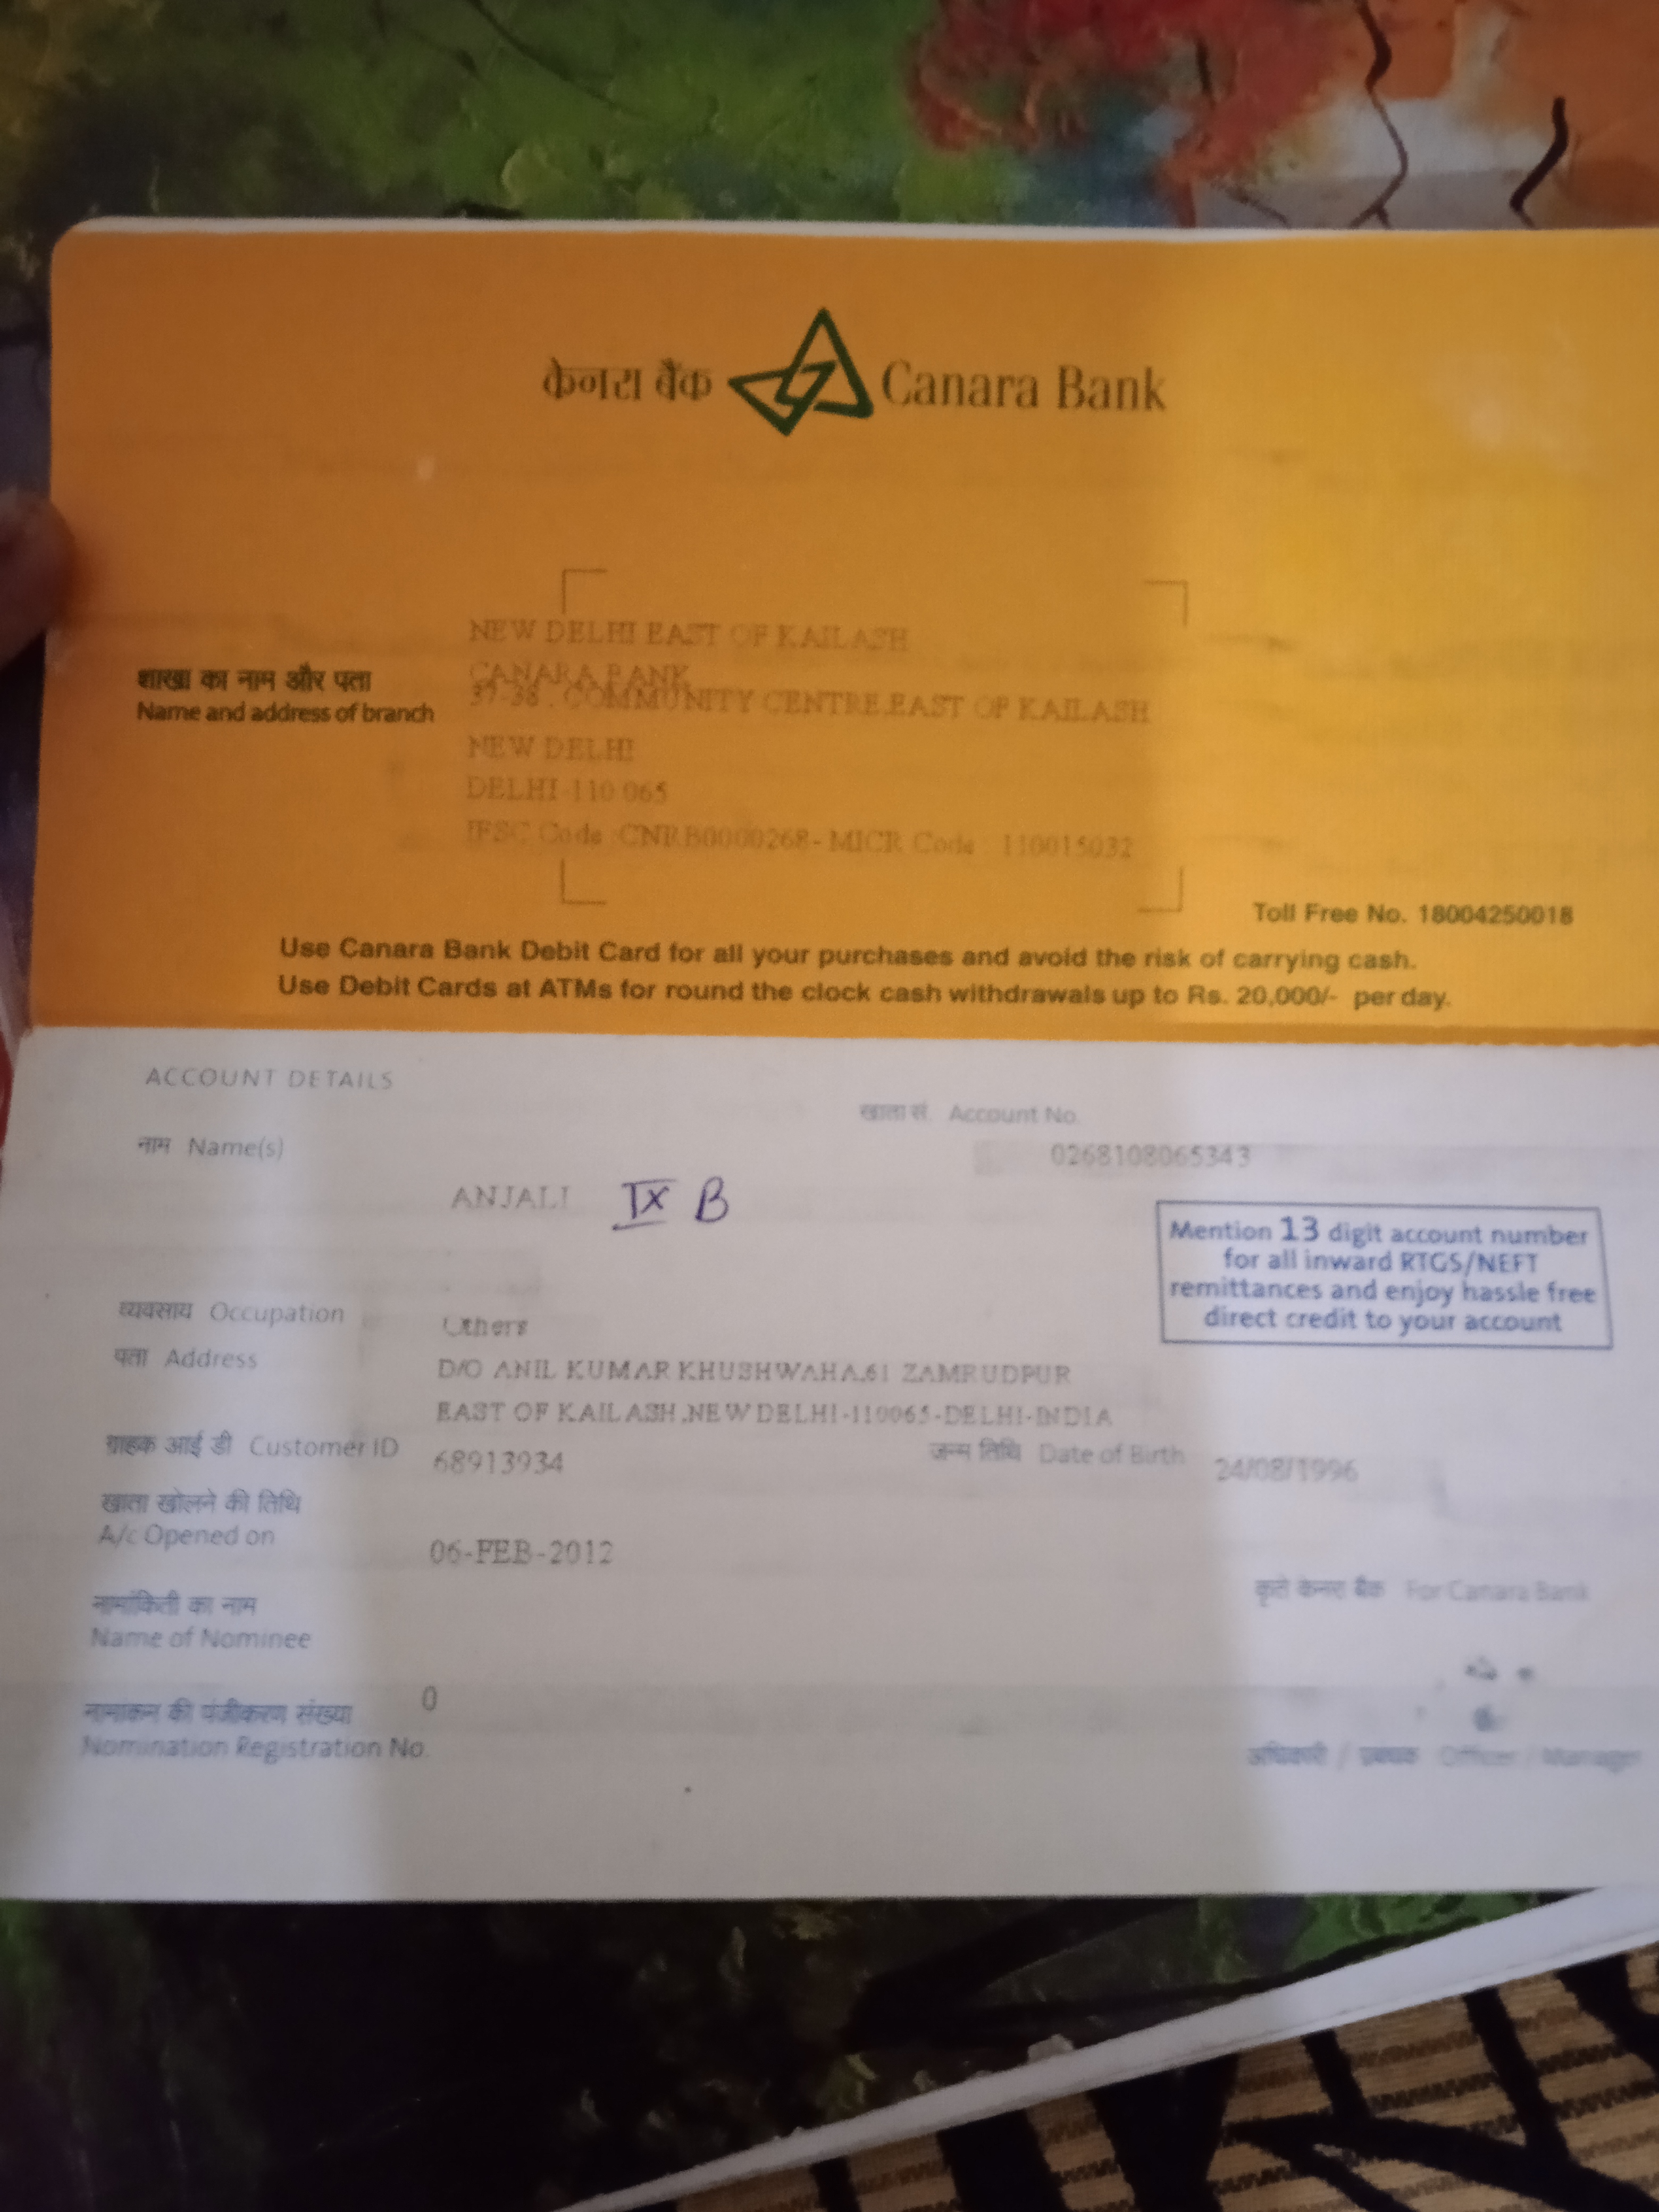 केनरा बैंक Canara Bank
NEW DELHI EAST OF KAILASH
CANARA BANK
शाखा का नाम और पता
Name and address of branch
37-38 , COMMUNITY CENTRE,EAST OF KAILASH
NEW DELHI
DELHI-110 065
IFSC Code :CNRB0000268- MICR Code : 110015032
Toll Free No. 18004250018
Use Canara Bank Debit Card for all your purchases and avoid the risk of carrying cash.
Use Debit Cards at ATMs for round the clock cash withdrawals up to Rs. 20,000/- per day.
ACCOUNT DETAILS
खाता सं. Account No.
नाम Name(s)
0268108065343
ANJALI IX B
Mention 13 digit account number
for all inward RTGS/NEFT
remittances and enjoy hassle free
direct credit to your account
व्यवसाय Occupation Others
पता Address D/O ANIL KUMAR KHUSHWAHA,61 ZAMRUDPUR
EAST OF KAILASH,NEW DELHI-110065-DELHI-INDIA
ग्राहक आई डी Customer ID 68913934
जन्म तिथि Date of Birth 24/08/1996
खाता खोलने की तिथि
A/c Opened on 06-FEB-2012
नामांकिती का नाम
Name of Nominee
कृते केनरा बैंक For Canara Bank
नामांकन की पंजीकरण संख्या 0
Nomination Registration No.
अधिकारी / प्रबंधक Officer / Manager